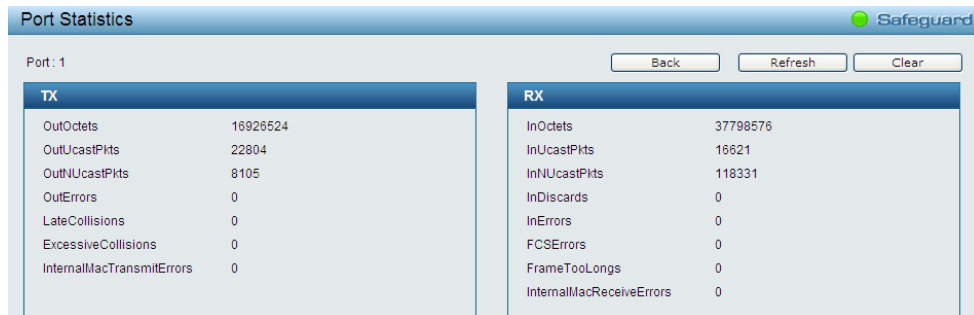 Port Statistics
Safeguard
Port : 1
Back
Refresh
Clear
TX
OutOctets 16926524
OutUcastPkts 22804
OutNUcastPkts 8105
OutErrors 0
LateCollisions 0
ExcessiveCollisions 0
InternalMacTransmitErrors 0
RX
InOctets 37798576
InUcastPkts 16621
InNUcastPkts 118331
InDiscards 0
InErrors 0
FCSErrors 0
FrameTooLongs 0
InternalMacReceiveErrors 0